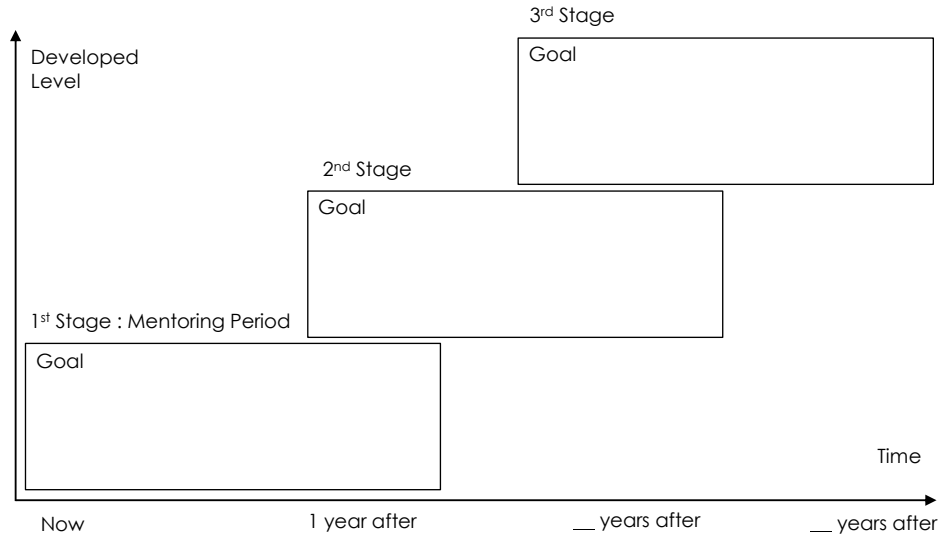 3rd Stage
Goal
Developed
Level
2nd Stage
Goal
1st Stage : Mentoring Period
Goal
Time
Now
1 year after
__ years after
__ years after